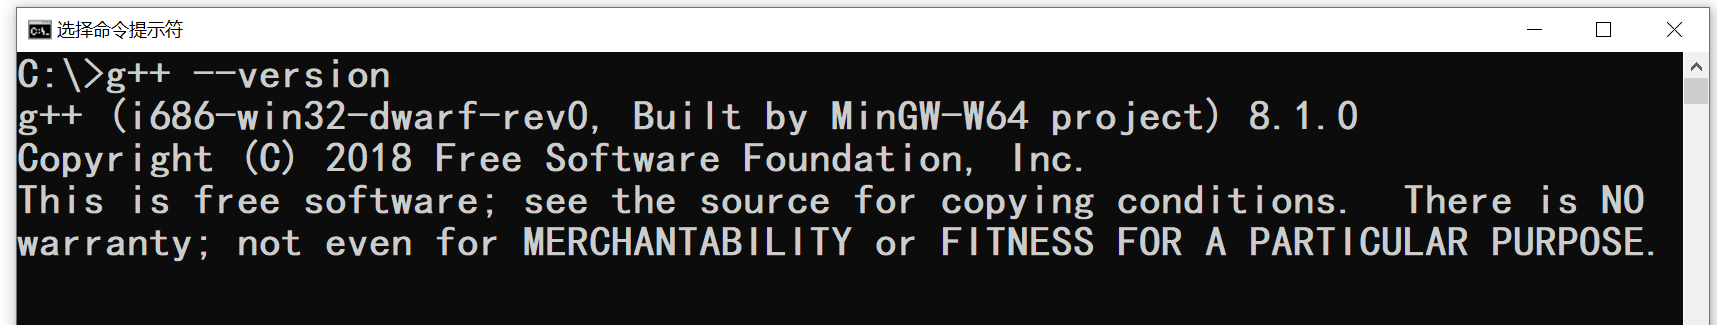 选择命令提示符
C:\>g++ --version
g++ (i686-win32-dwarf-rev0, Built by MinGW-W64 project) 8.1.0
Copyright (C) 2018 Free Software Foundation, Inc.
This is free software; see the source for copying conditions.  There is NO
warranty; not even for MERCHANTABILITY or FITNESS FOR A PARTICULAR PURPOSE.